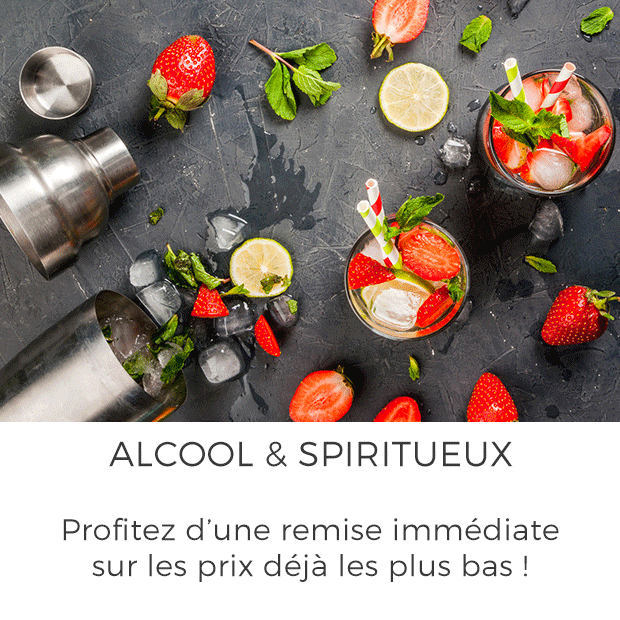 ALCOOL & SPIRITUEUX
Profitez d’une remise immédiate
sur les prix déjà les plus bas !